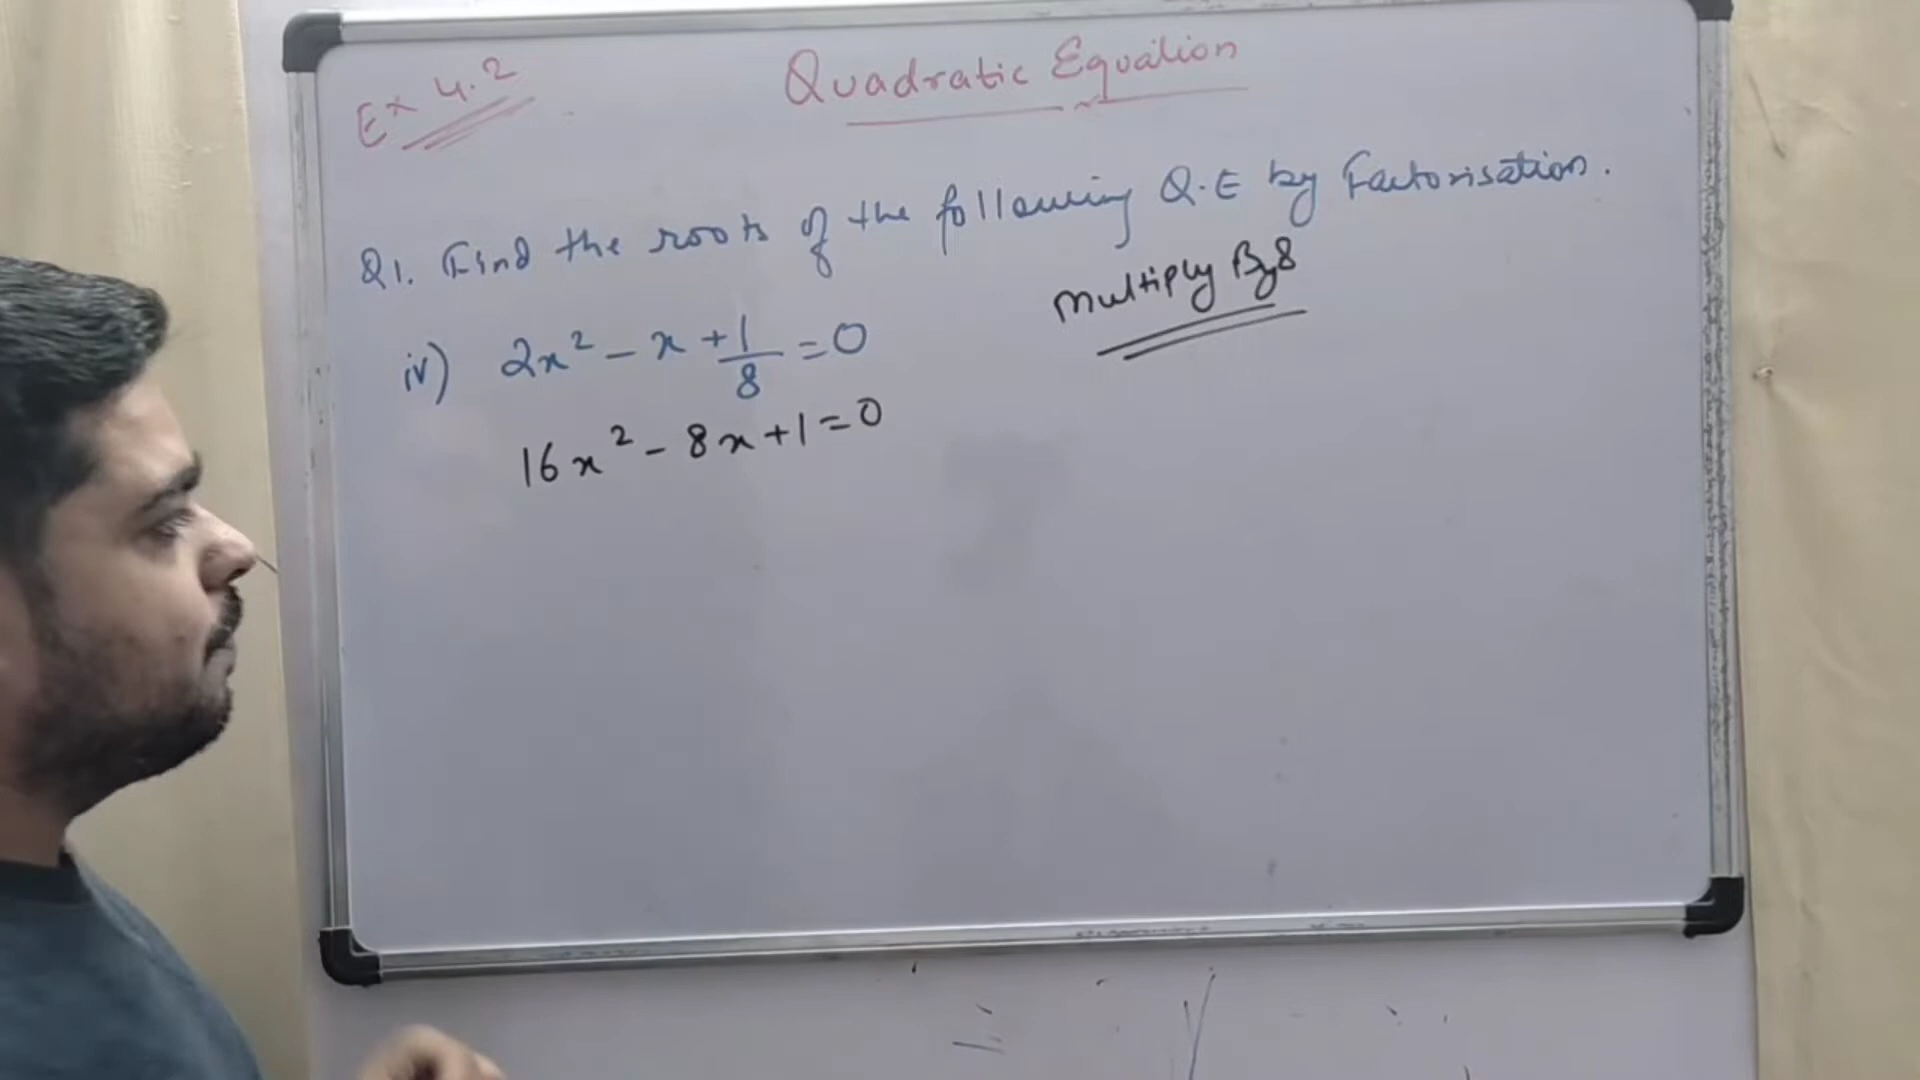 Ex 4.2
Quadratic Equation
Q1. Find the roots of the following Q.E by Factorisation.
Multiply By 8
iv) 2x² - x + 1/8 = 0
16x² - 8x + 1 = 0